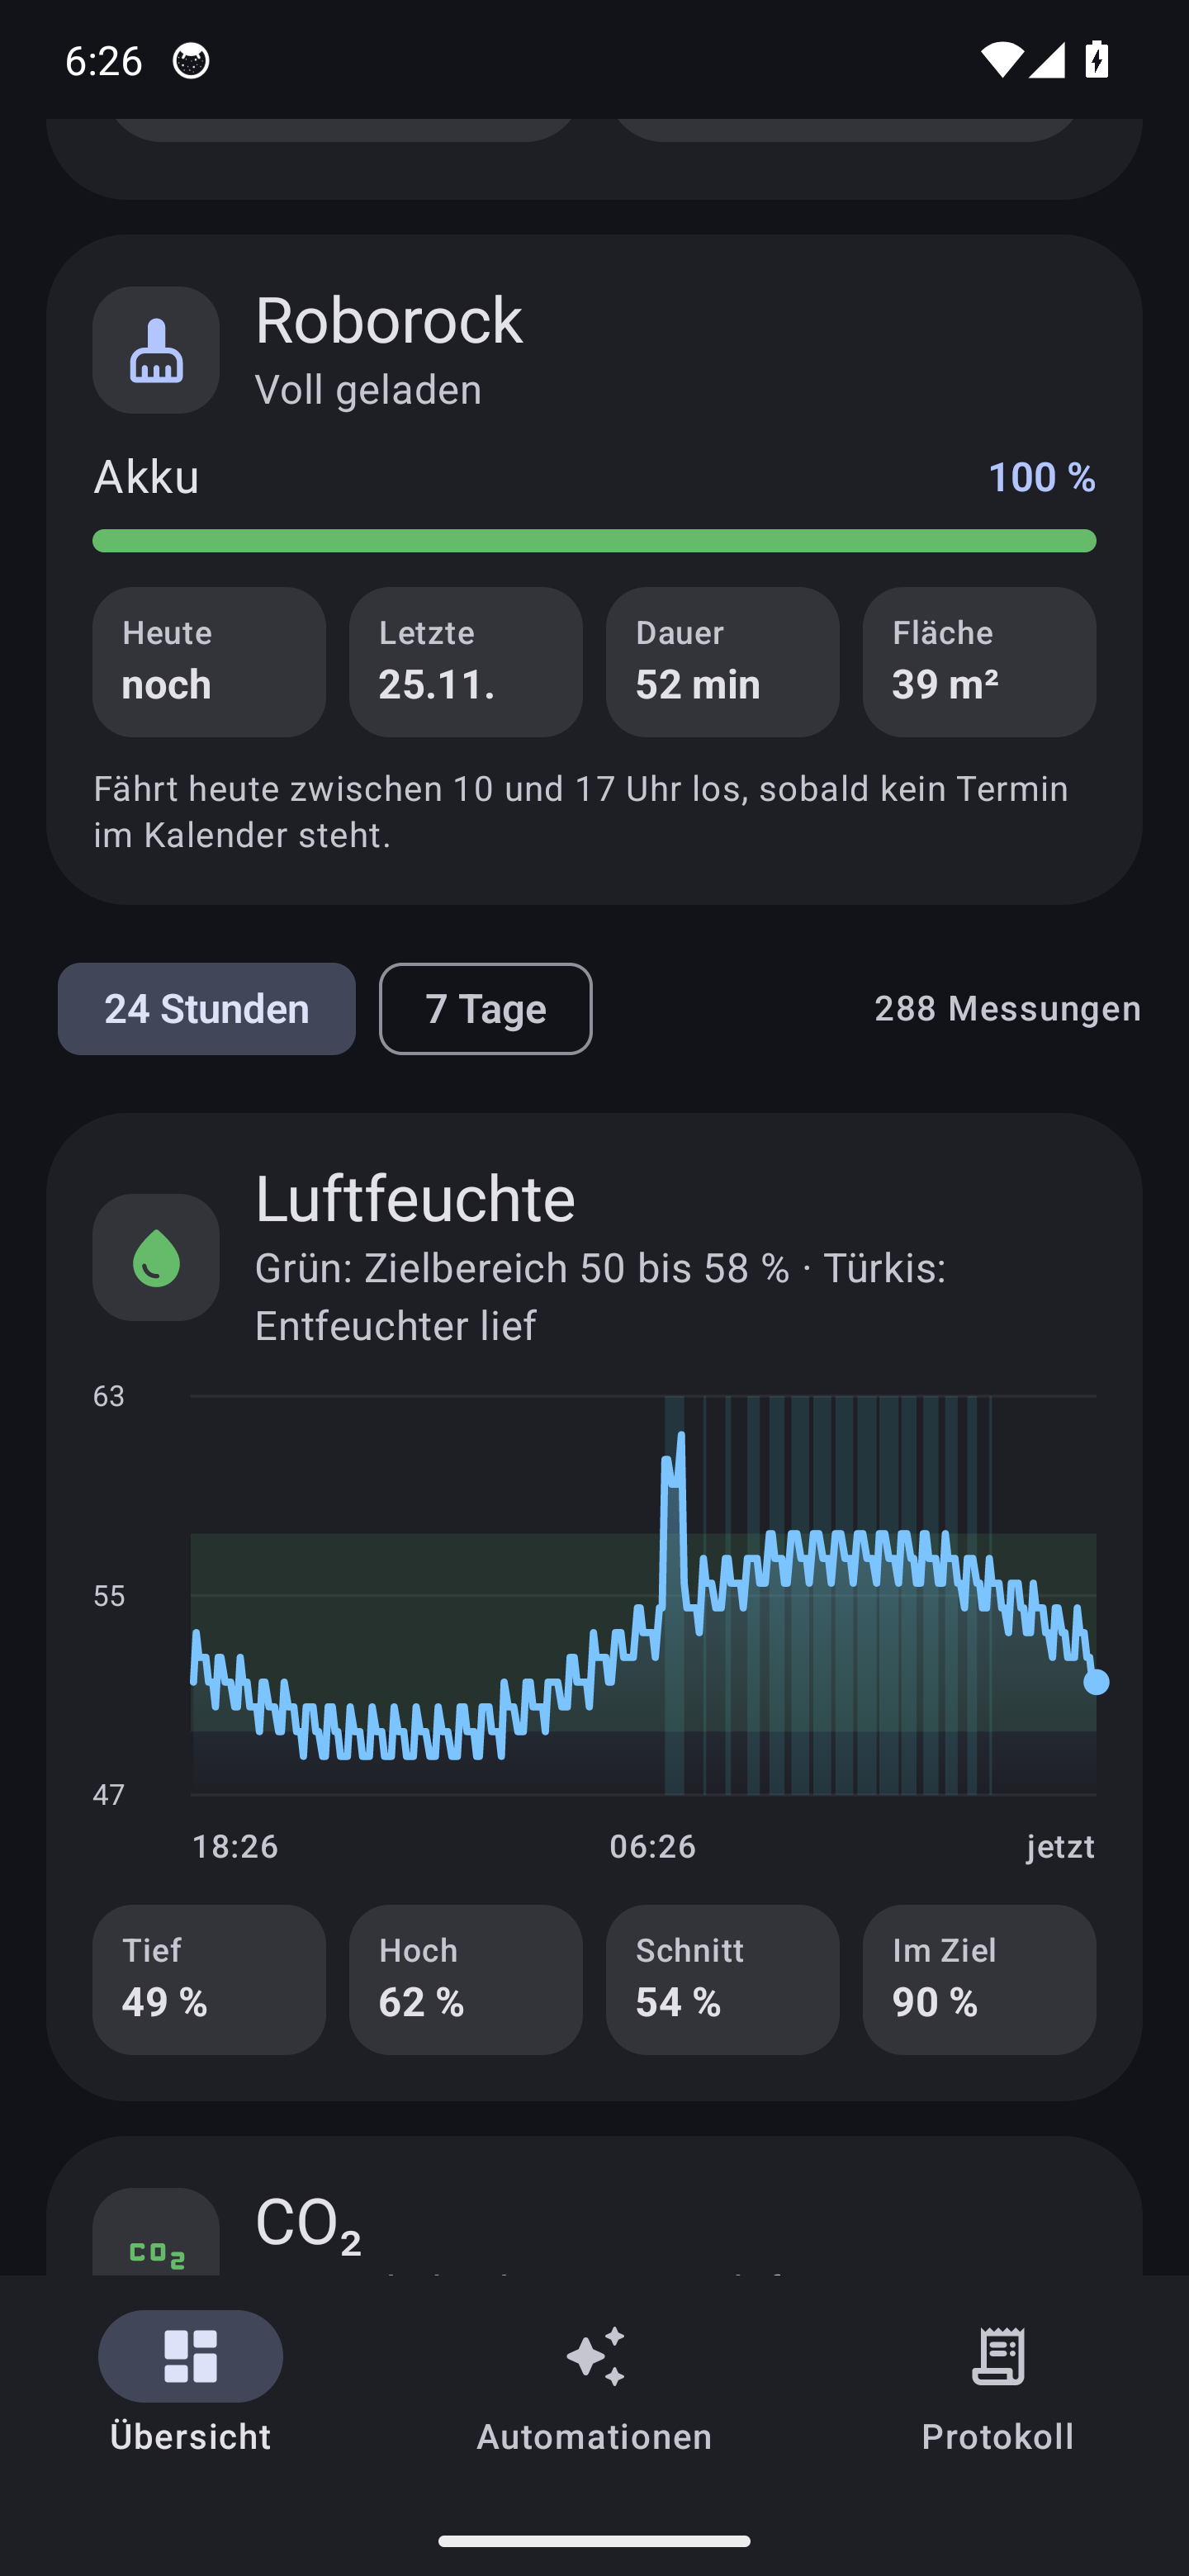 6:26
Roborock
Voll geladen
Akku
100 %
Heute
noch
Letzte
25.11.
Dauer
52 min
Fläche
39 m²
Fährt heute zwischen 10 und 17 Uhr los, sobald kein Termin
im Kalender steht.
24 Stunden
7 Tage
288 Messungen
Luftfeuchte
Grün: Zielbereich 50 bis 58 % · Türkis:
Entfeuchter lief
63
55
47
18:26
06:26
jetzt
Tief
49 %
Hoch
62 %
Schnitt
54 %
Im Ziel
90 %
CO₂
CO₂
Übersicht
Automationen
Protokoll